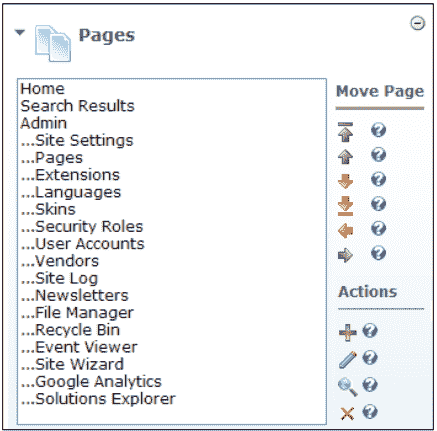 Pages
Home
Search Results
Admin
...Site Settings
...Pages
...Extensions
...Languages
...Skins
...Security Roles
...User Accounts
...Vendors
...Site Log
...Newsletters
...File Manager
...Recycle Bin
...Event Viewer
...Site Wizard
...Google Analytics
...Solutions Explorer
Move Page
Actions